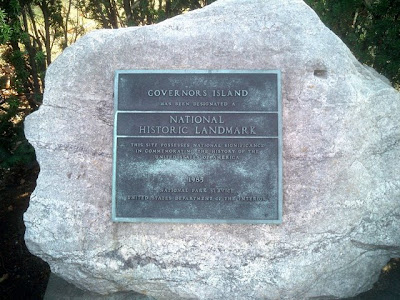 GOVERNORS ISLAND
HAS BEEN DESIGNATED A
NATIONAL
HISTORIC LANDMARK
THIS SITE POSSESSES NATIONAL SIGNIFICANCE
IN COMMEMORATING THE HISTORY OF THE
UNITED STATES OF AMERICA
1985
NATIONAL PARK SERVICE
UNITED STATES DEPARTMENT OF THE INTERIOR